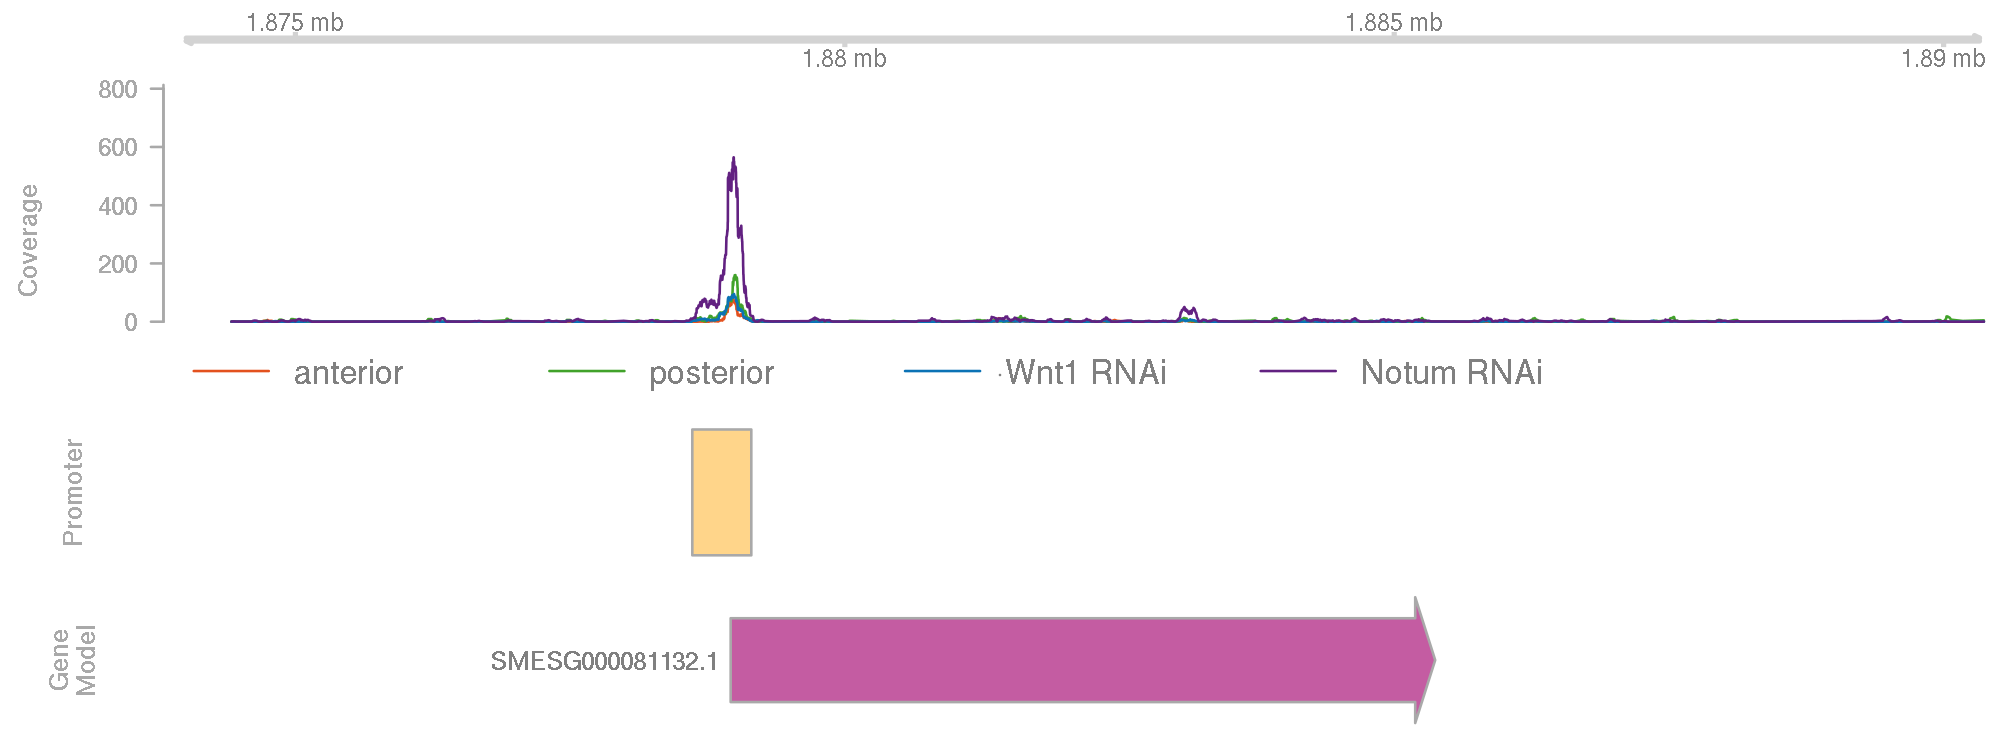 1.875 mb
1.885 mb
1.88 mb
1.89 mb
800
600
400
200
0
Coverage
anterior
posterior
Wnt1 RNAi
Notum RNAi
Promoter
SMESG000081132.1
Gene
Model